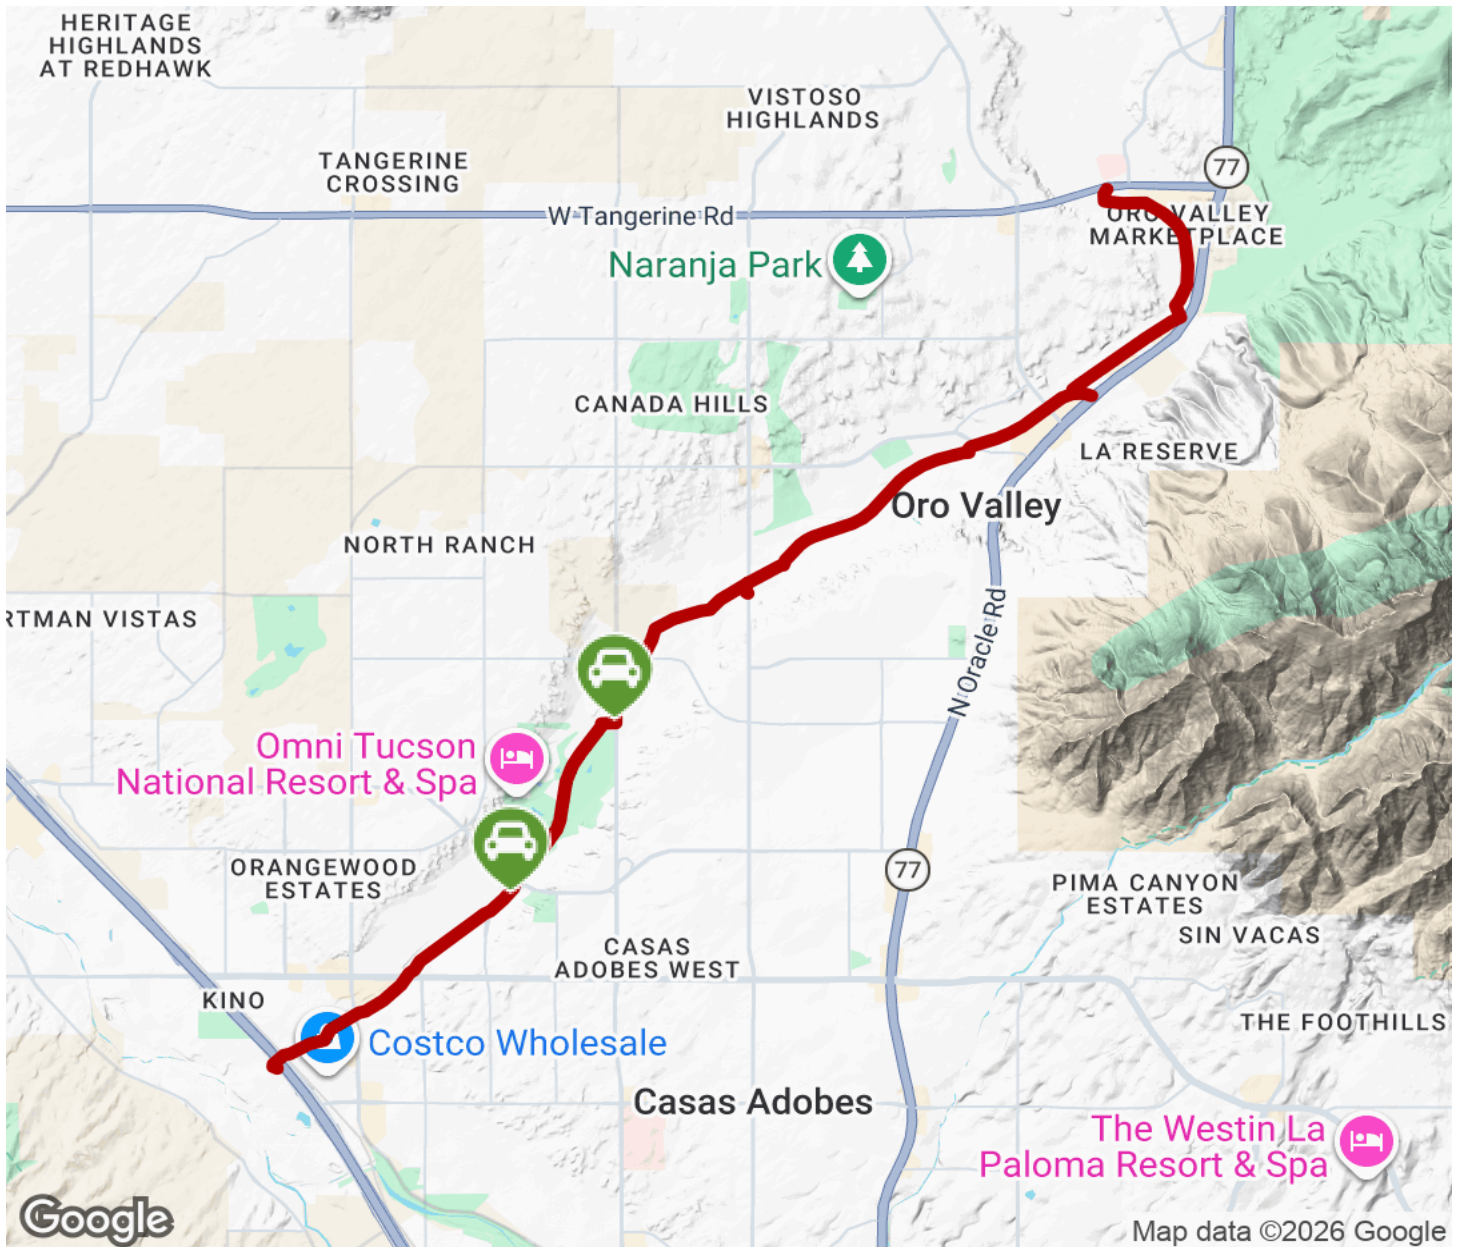 HERITAGE
HIGHLANDS
AT REDHAWK
VISTOSO
HIGHLANDS
TANGERINE
CROSSING
77
W Tangerine Rd
ORO VALLEY
MARKETPLACE
Naranja Park
CANADA HILLS
LA RESERVE
Oro Valley
NORTH RANCH
RTMAN VISTAS
N Oracle Rd
Omni Tucson
National Resort & Spa
ORANGEWOOD
ESTATES
77
PIMA CANYON
ESTATES
SIN VACAS
CASAS
ADOBES WEST
KINO
THE FOOTHILLS
Costco Wholesale
Casas Adobes
The Westin La
Paloma Resort & Spa
Google
Map data ©2026 Google